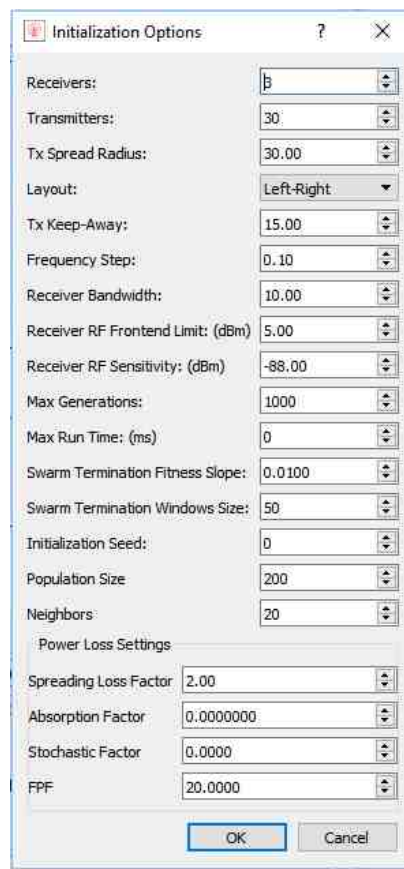 Initialization Options ?
Receivers: 3
Transmitters: 30
Tx Spread Radius: 30.00
Layout: Left-Right
Tx Keep-Away: 15.00
Frequency Step: 0.10
Receiver Bandwidth: 10.00
Receiver RF Frontend Limit: (dBm) 5.00
Receiver RF Sensitivity: (dBm) -88.00
Max Generations: 1000
Max Run Time: (ms) 0
Swarm Termination Fitness Slope: 0.0100
Swarm Termination Windows Size: 50
Initialization Seed: 0
Population Size 200
Neighbors 20
Power Loss Settings
Spreading Loss Factor 2.00
Absorption Factor 0.0000000
Stochastic Factor 0.0000
FPF 20.0000
OK Cancel